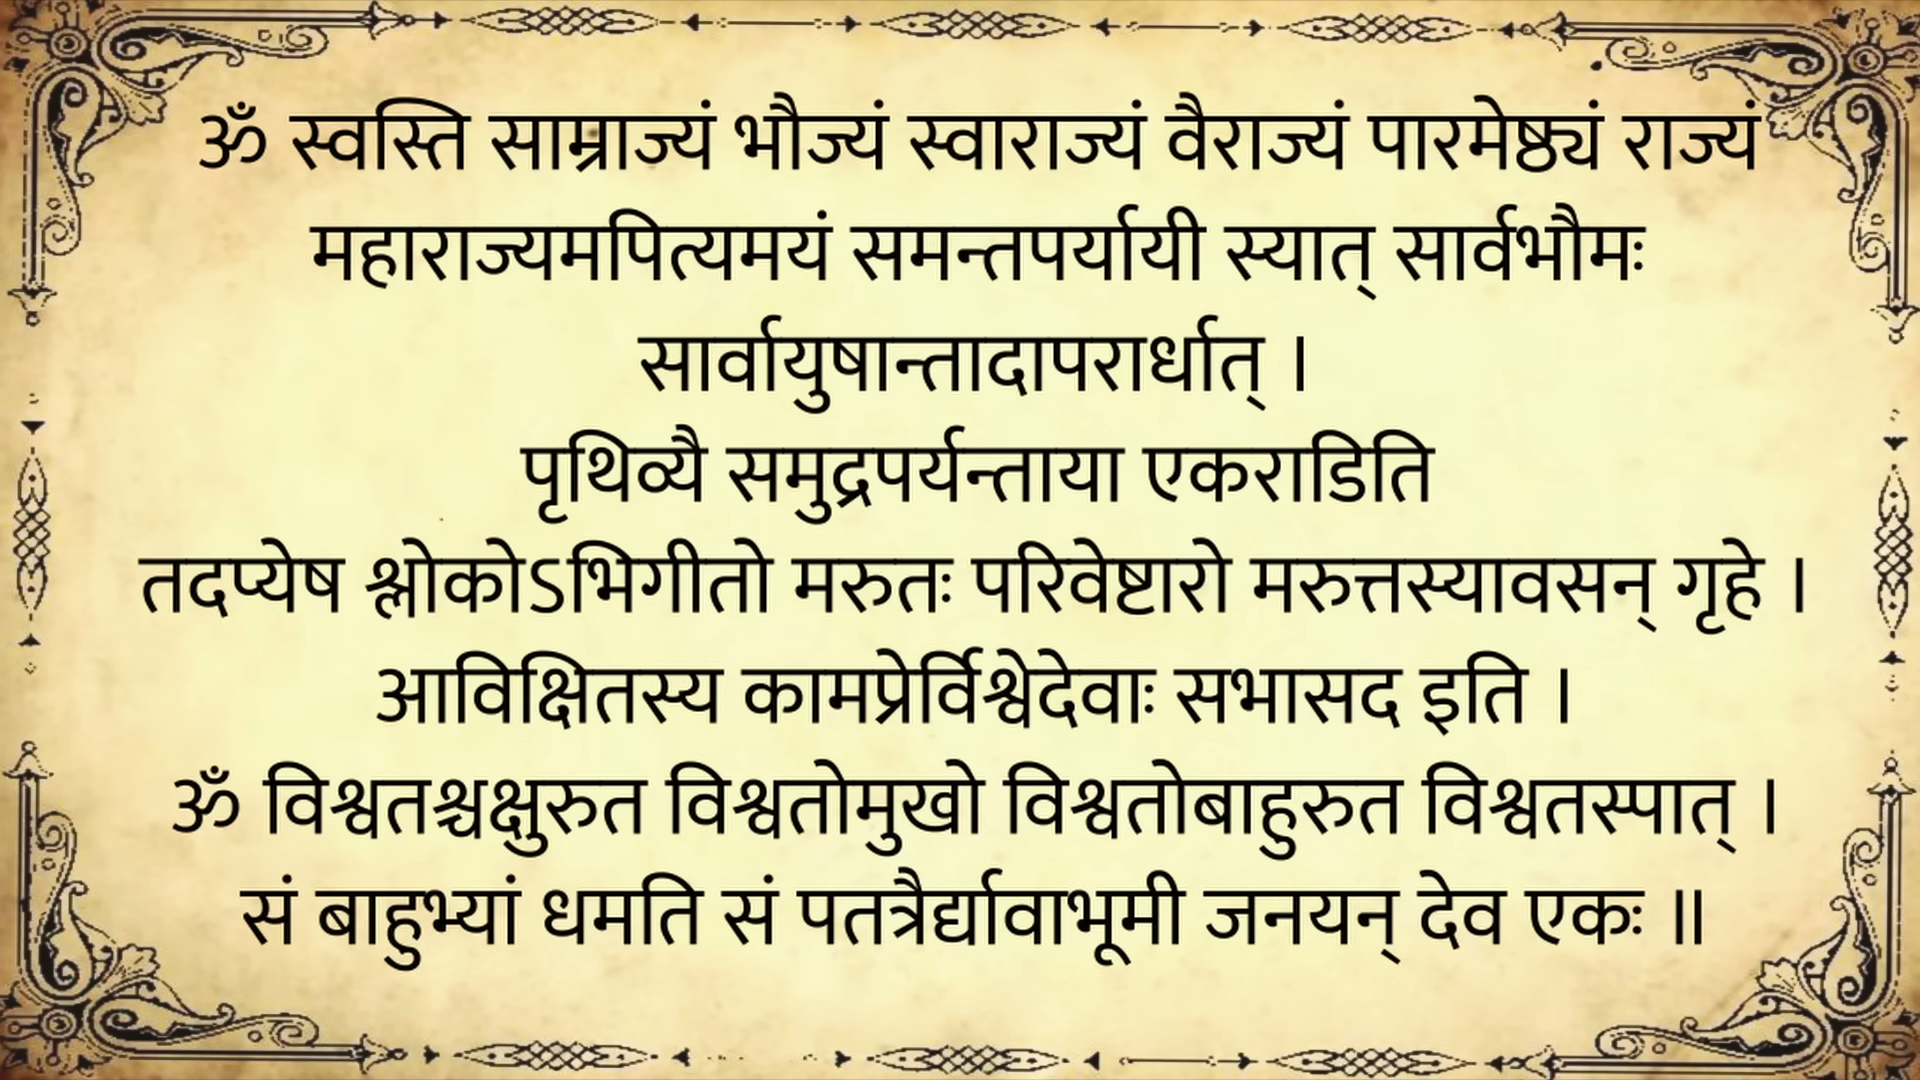 ॐ स्वस्ति साम्राज्यं भौज्यं स्वाराज्यं वैराज्यं पारमेष्ठ्यं राज्यं
महाराज्यमपित्यमयं समन्तपर्यायी स्यात् सार्वभौमः
सार्वायुषान्तादापरार्धात् ।
पृथिव्यै समुद्रपर्यन्ताया एकराडिति
तदप्येष श्लोकोऽभिगीतो मरुतः परिवेष्टारो मरुत्तस्यावसन् गृहे ।
आविक्षितस्य कामप्रेर्विश्वेदेवाः सभासद इति ।
ॐ विश्वतश्चक्षुरुत विश्वतोमुखो विश्वतोबाहुरुत विश्वतस्पात् ।
सं बाहुभ्यां धमति सं पतत्रैर्द्यावाभूमी जनयन् देव एकः ॥